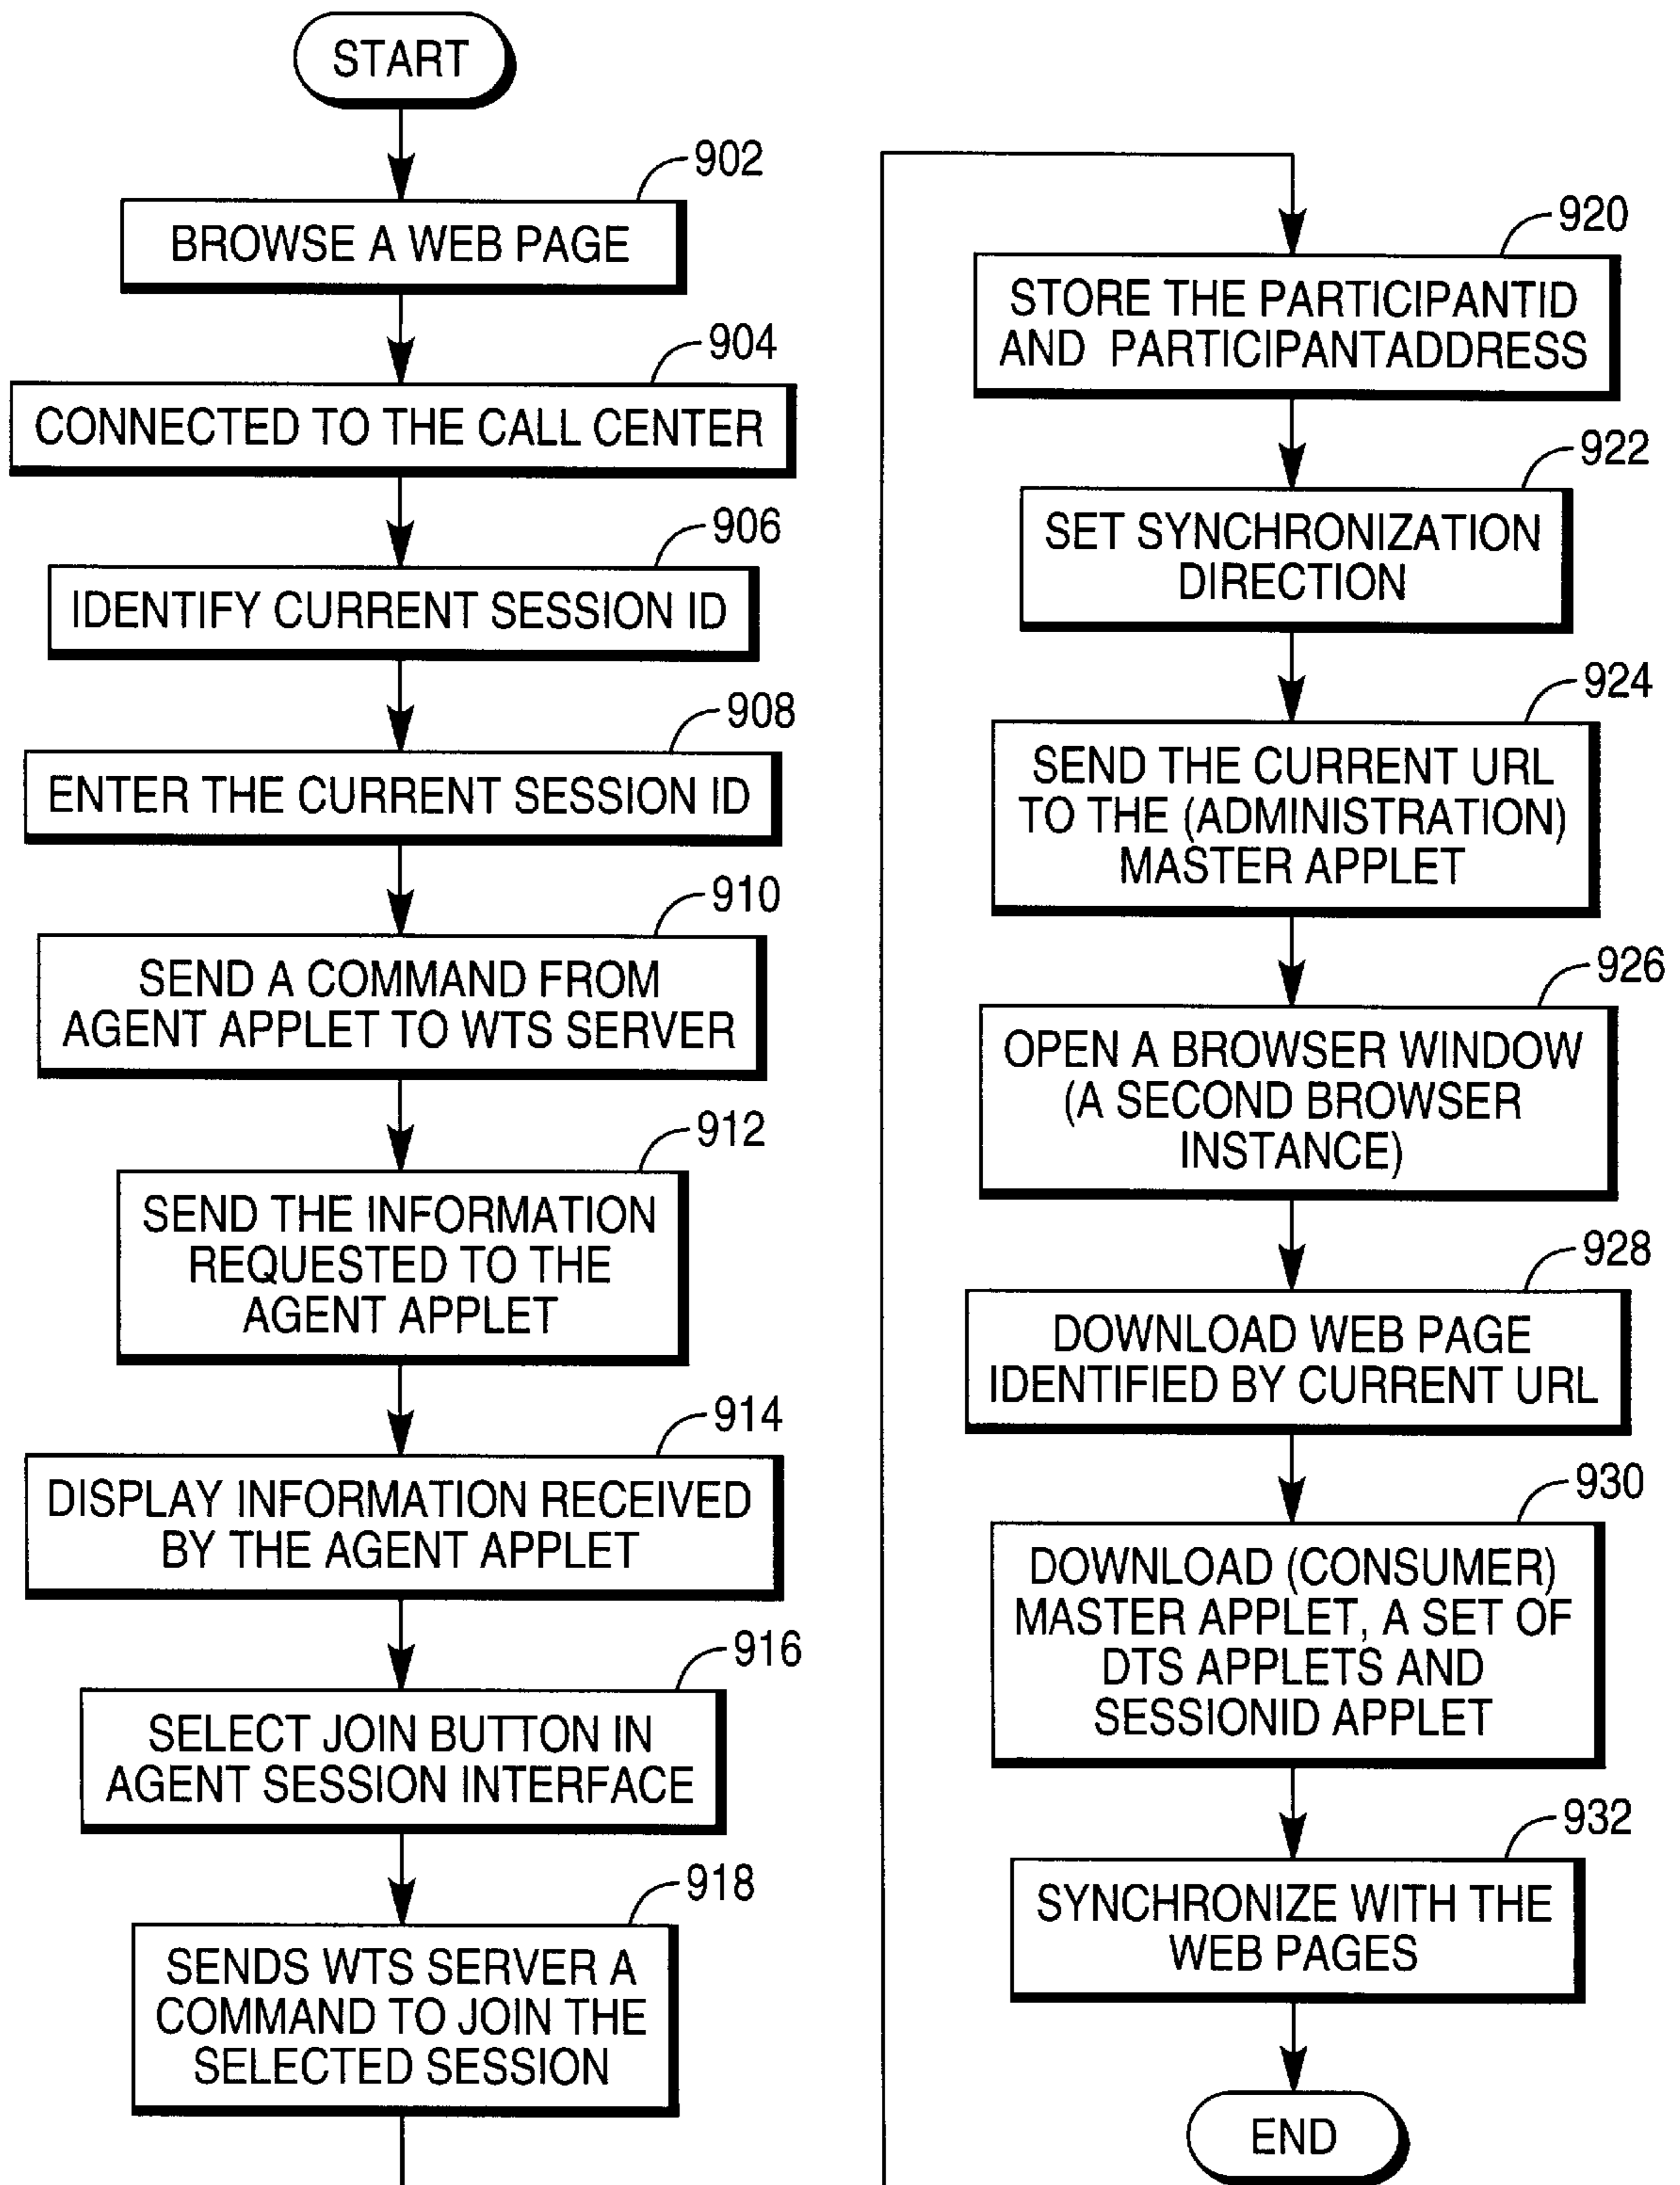 START
902
BROWSE A WEB PAGE
904
CONNECTED TO THE CALL CENTER
906
IDENTIFY CURRENT SESSION ID
908
ENTER THE CURRENT SESSION ID
910
SEND A COMMAND FROM
AGENT APPLET TO WTS SERVER
912
SEND THE INFORMATION
REQUESTED TO THE
AGENT APPLET
914
DISPLAY INFORMATION RECEIVED
BY THE AGENT APPLET
916
SELECT JOIN BUTTON IN
AGENT SESSION INTERFACE
918
SENDS WTS SERVER A
COMMAND TO JOIN THE
SELECTED SESSION
920
STORE THE PARTICIPANTID
AND PARTICIPANTADDRESS
922
SET SYNCHRONIZATION
DIRECTION
924
SEND THE CURRENT URL
TO THE (ADMINISTRATION)
MASTER APPLET
926
OPEN A BROWSER WINDOW
(A SECOND BROWSER
INSTANCE)
928
DOWNLOAD WEB PAGE
IDENTIFIED BY CURRENT URL
930
DOWNLOAD (CONSUMER)
MASTER APPLET, A SET OF
DTS APPLETS AND
SESSIONID APPLET
932
SYNCHRONIZE WITH THE
WEB PAGES
END